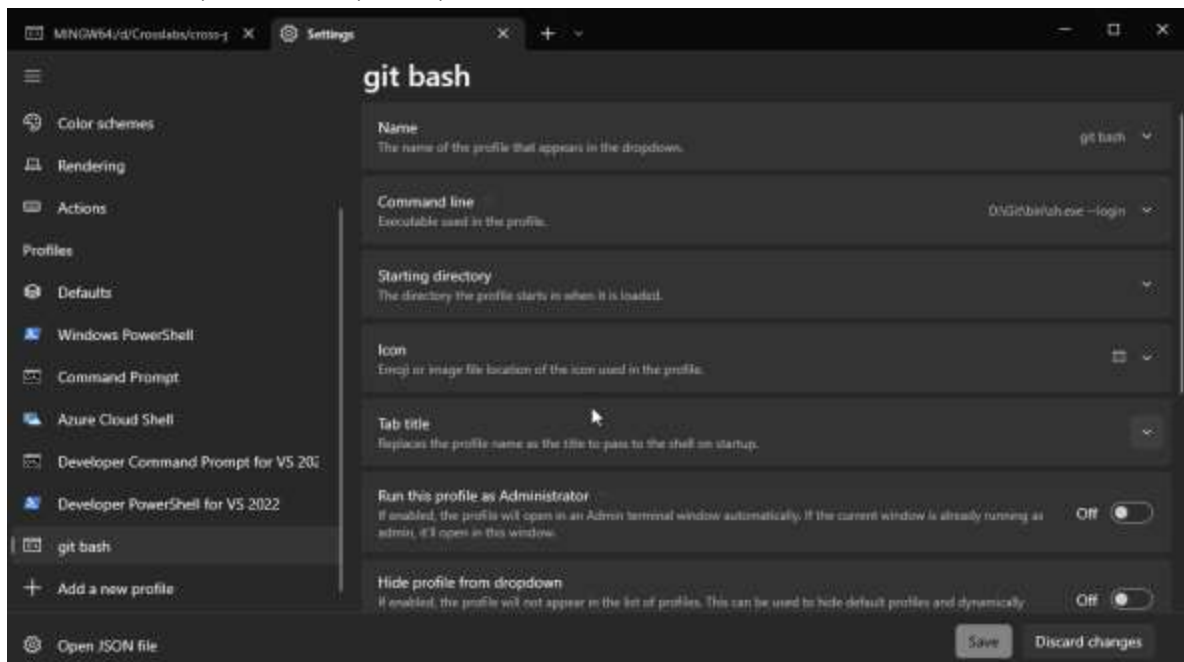 MINGW64:/d/Crosslabs/cross-p
Settings
git bash
Color schemes
Rendering
Actions
Profiles
Defaults
Windows PowerShell
Command Prompt
Azure Cloud Shell
Developer Command Prompt for VS 202
Developer PowerShell for VS 2022
git bash
Add a new profile
Open JSON file
Name
The name of the profile that appears in the dropdown.
git bash
Command line
Executable used in the profile.
D:\Git\bin\sh.exe --login
Starting directory
The directory the profile starts in when it is loaded.
Icon
Emoji or image file location of the icon used in the profile.
Tab title
Replaces the profile name as the title to pass to the shell on startup.
Run this profile as Administrator
If enabled, the profile will open in an Admin terminal window automatically. If the current window is already running as
admin, it'll open in this window.
Off
Hide profile from dropdown
If enabled, the profile will not appear in the list of profiles. This can be used to hide default profiles and dynamically
Off
Save
Discard changes